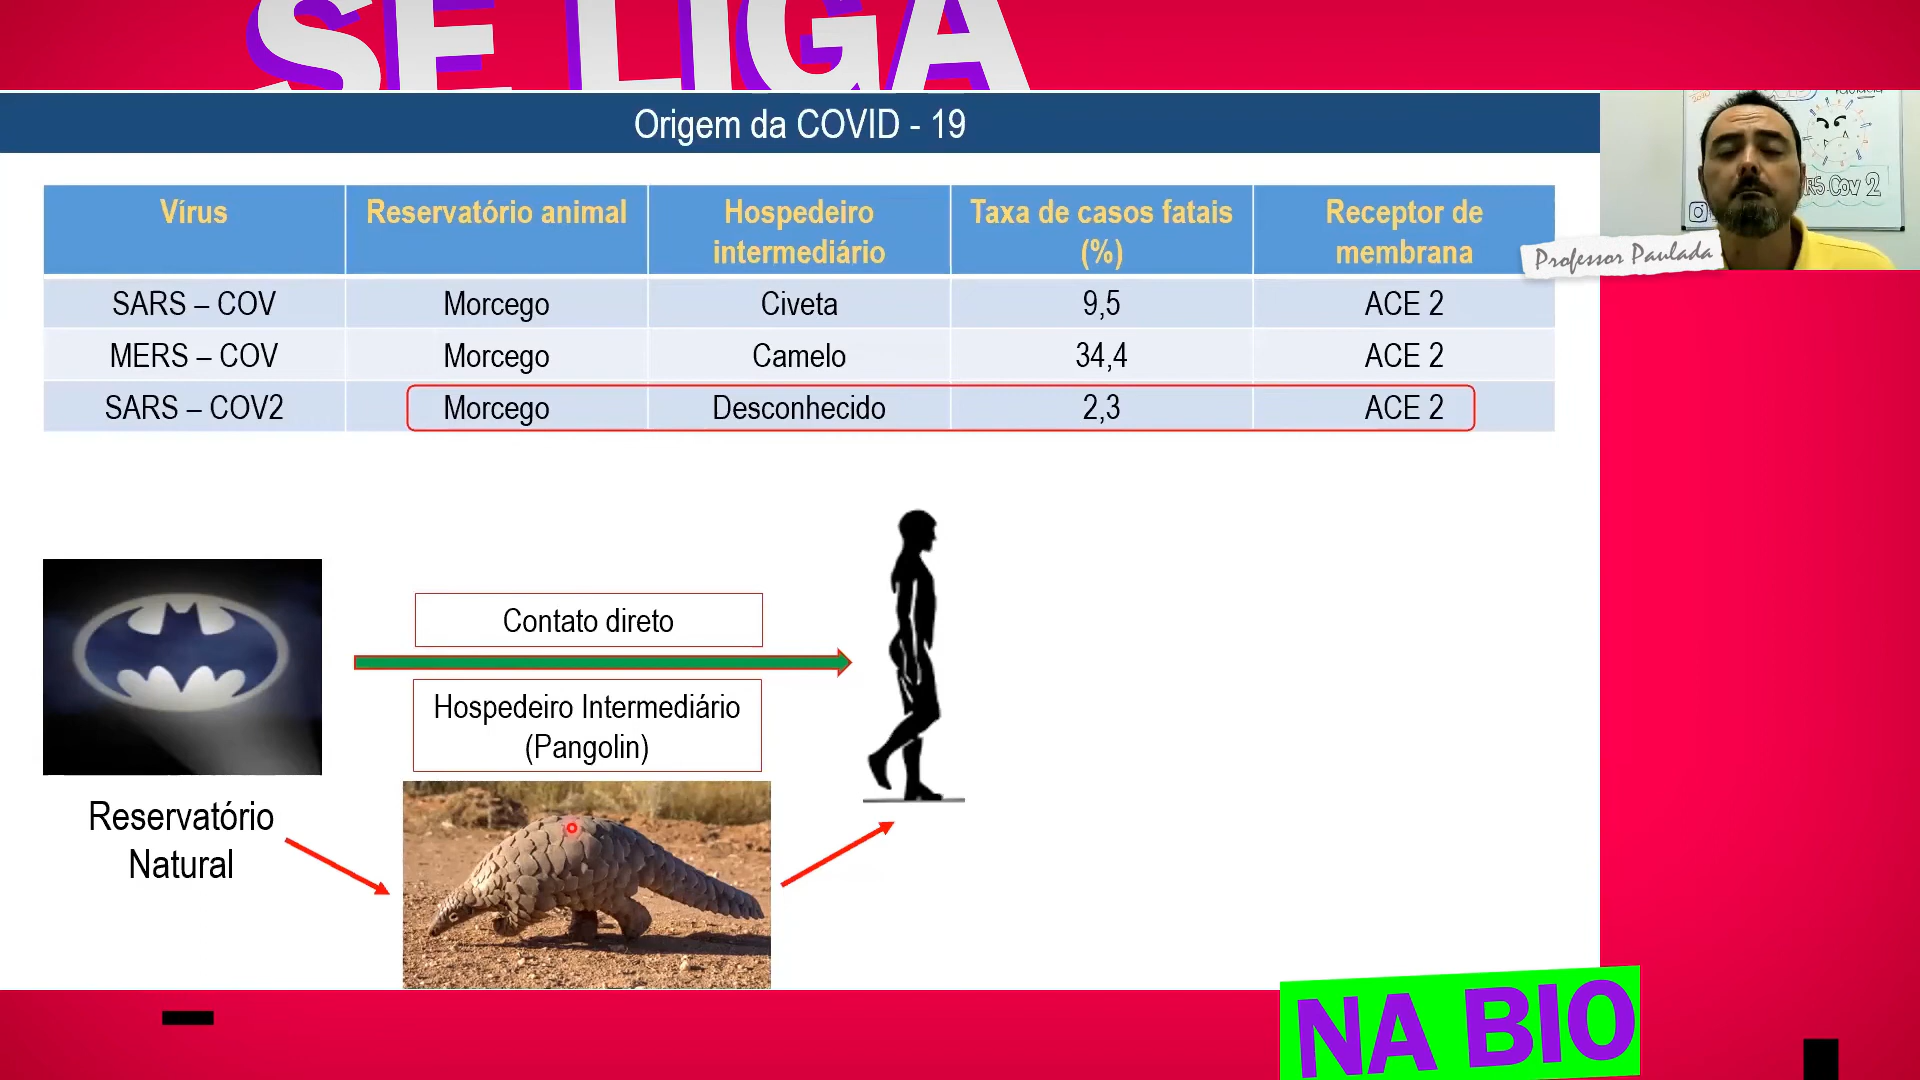 SE LIGA
Origem da COVID - 19
Vírus
Reservatório animal
Hospedeiro
intermediário
Taxa de casos fatais
(%)
Receptor de
membrana
SARS – COV
Morcego
Civeta
9,5
ACE 2
MERS – COV
Morcego
Camelo
34,4
ACE 2
SARS – COV2
Morcego
Desconhecido
2,3
ACE 2
Cov 2
Professor Paulada
Contato direto
Hospedeiro Intermediário
(Pangolin)
Reservatório
Natural
NA BIO